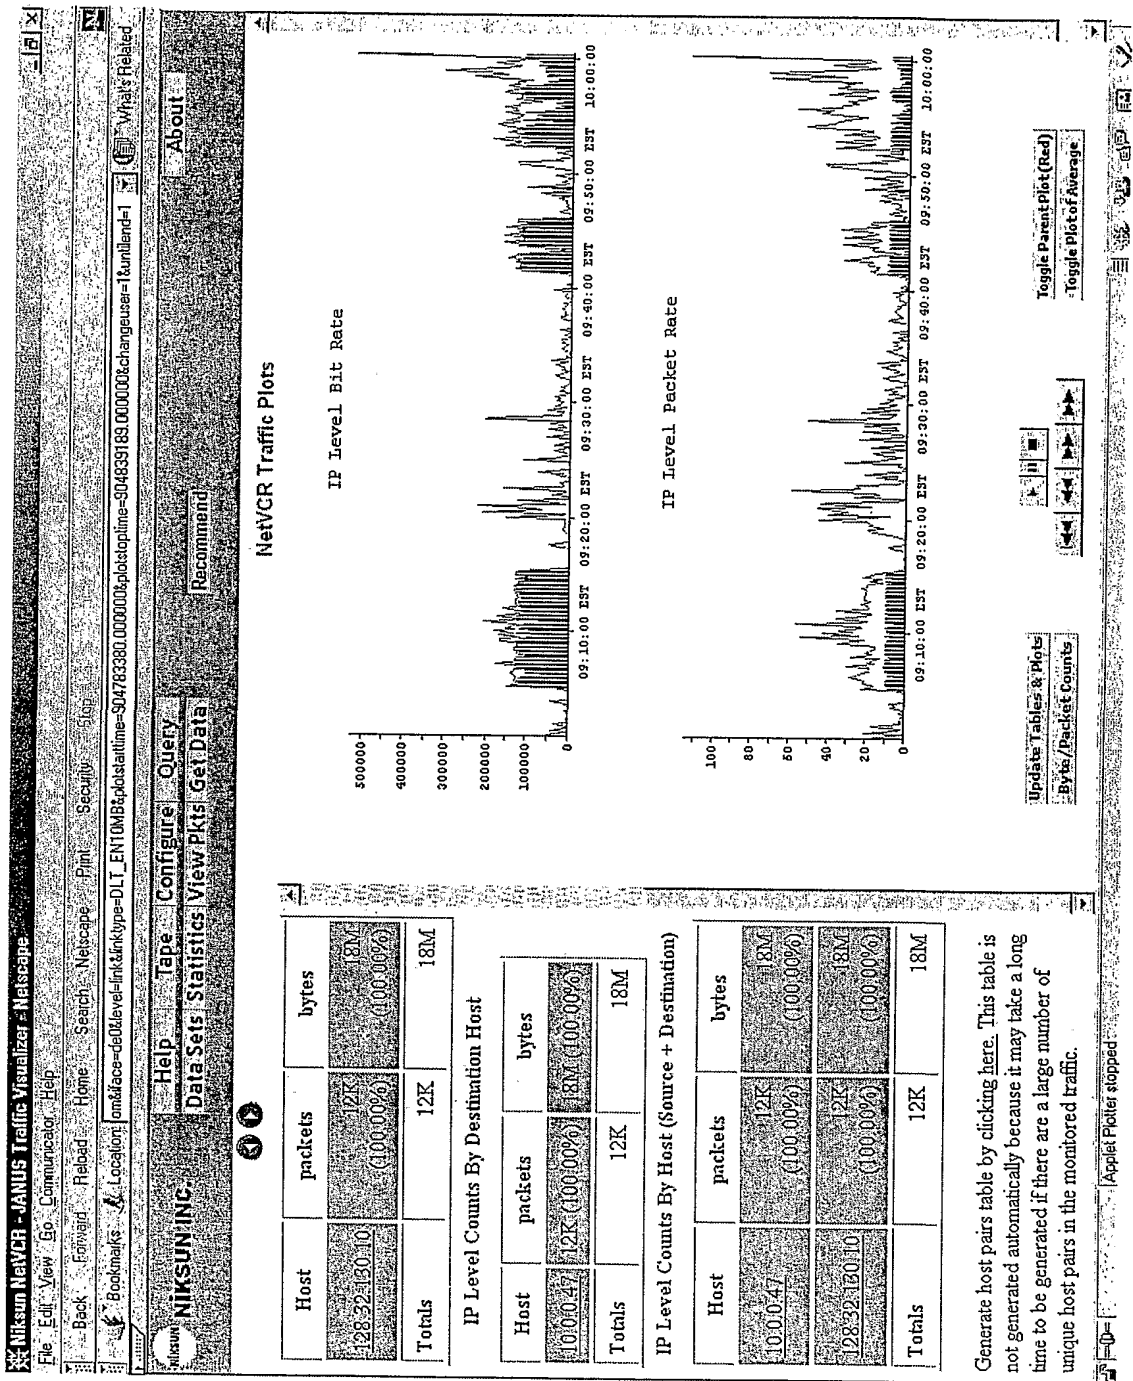 Niksun NetVCR - JANUS Traffic Visualizer - Netscape
File Edit View Go Communicator Help
Back Forward Reload Home Search Netscape Print Security Stop
Bookmarks Location: om&iface=de0&level=link&linktype=DLT_EN10MB&plotstarttime=904783380.000000&plotstoptime=904839189.000000&changeuser=1&untilend=1 What's Related
NIKSUN INC.
Help Tape Configure Query
Data Sets Statistics View Pkts Get Data
Recommend
About
Host packets bytes
128.32.130.10 12K (100.00%) 18M (100.00%)
Totals 12K 18M
IP Level Counts By Destination Host
Host packets bytes
10.0.0.47 12K (100.00%) 18M (100.00%)
Totals 12K 18M
IP Level Counts By Host (Source + Destination)
Host packets bytes
10.0.0.47 12K (100.00%) 18M (100.00%)
128.32.130.10 12K (100.00%) 18M (100.00%)
Totals 12K 18M
Generate host pairs table by clicking here. This table is
not generated automatically because it may take a long
time to be generated if there are a large number of
unique host pairs in the monitored traffic.
NetVCR Traffic Plots
IP Level Bit Rate
500000
400000
300000
200000
100000
0
09:10:00 EST 09:20:00 EST 09:30:00 EST 09:40:00 EST 09:50:00 EST 10:00:00
IP Level Packet Rate
100
80
60
40
20
0
09:10:00 EST 09:20:00 EST 09:30:00 EST 09:40:00 EST 09:50:00 EST 10:00:00
Update Tables & Plots
Byte/Packet Counts
Toggle Parent Plot (Red)
Toggle Plot of Average
Applet Plotter stopped